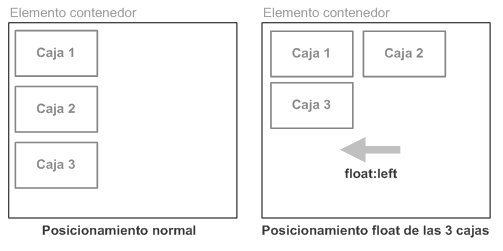 Elemento contenedor
Caja 1
Caja 2
Caja 3
Posicionamiento normal
Elemento contenedor
Caja 1
Caja 2
Caja 3
float:left
Posicionamiento float de las 3 cajas